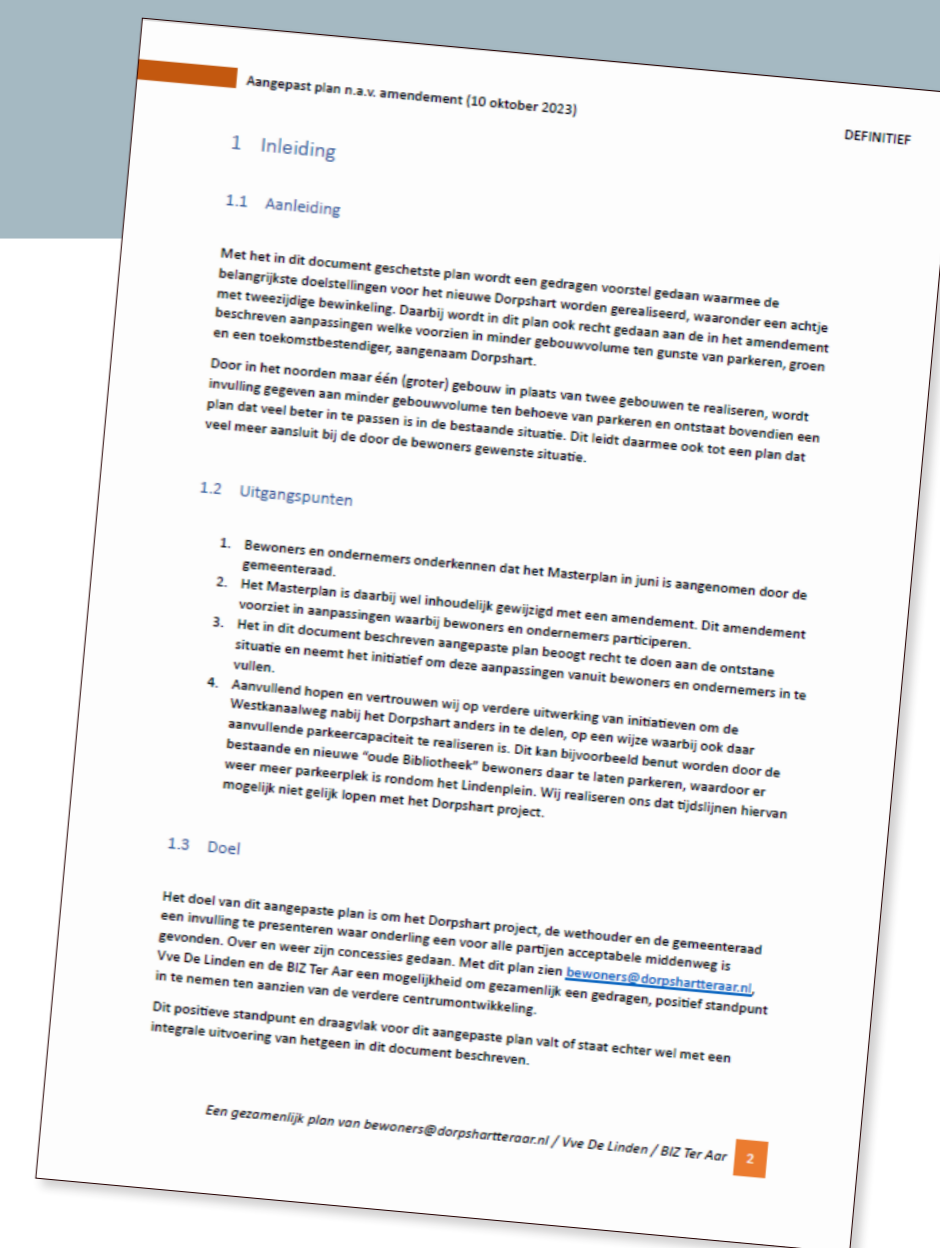 Aangepast plan n.a.v. amendement (10 oktober 2023)
DEFINITIEF
1 Inleiding
1.1 Aanleiding
Met het in dit document geschetste plan wordt een gedragen voorstel gedaan waarmee de
belangrijkste doelstellingen voor het nieuwe Dorpshart worden gerealiseerd, waaronder een achtje
met tweezijdige bewinkeling. Daarbij wordt in dit plan ook recht gedaan aan de in het amendement
beschreven aanpassingen welke voorzien in minder gebouwvolume ten gunste van parkeren, groen
en een toekomstbestendiger, aangenaam Dorpshart.
Door in het noorden maar één (groter) gebouw in plaats van twee gebouwen te realiseren, wordt
invulling gegeven aan minder gebouwvolume ten behoeve van parkeren en ontstaat bovendien een
plan dat veel beter in te passen is in de bestaande situatie. Dit leidt daarmee ook tot een plan dat
veel meer aansluit bij de door de bewoners gewenste situatie.
1.2 Uitgangspunten
1. Bewoners en ondernemers onderkennen dat het Masterplan in juni is aangenomen door de
gemeenteraad.
2. Het Masterplan is daarbij wel inhoudelijk gewijzigd met een amendement. Dit amendement
voorziet in aanpassingen waarbij bewoners en ondernemers participeren.
3. Het in dit document beschreven aangepaste plan beoogt recht te doen aan de ontstane
situatie en neemt het initiatief om deze aanpassingen vanuit bewoners en ondernemers in te
vullen.
4. Aanvullend hopen en vertrouwen wij op verdere uitwerking van initiatieven om de
Westkanaalweg nabij het Dorpshart anders in te delen, op een wijze waarbij ook daar
aanvullende parkeercapaciteit te realiseren is. Dit kan bijvoorbeeld benut worden door de
bestaande en nieuwe “oude Bibliotheek” bewoners daar te laten parkeren, waardoor er
weer meer parkeerplek is rondom het Lindenplein. Wij realiseren ons dat tijdslijnen hiervan
mogelijk niet gelijk lopen met het Dorpshart project.
1.3 Doel
Het doel van dit aangepaste plan is om het Dorpshart project, de wethouder en de gemeenteraad
een invulling te presenteren waar onderling een voor alle partijen acceptabele middenweg is
gevonden. Over en weer zijn concessies gedaan. Met dit plan zien bewoners@dorpshartteraar.nl,
Vve De Linden en de BIZ Ter Aar een mogelijkheid om gezamenlijk een gedragen, positief standpunt
in te nemen ten aanzien van de verdere centrumontwikkeling.
Dit positieve standpunt en draagvlak voor dit aangepaste plan valt of staat echter wel met een
integrale uitvoering van hetgeen in dit document beschreven.
Een gezamenlijk plan van bewoners@dorpshartteraar.nl / Vve De Linden / BIZ Ter Aar 2